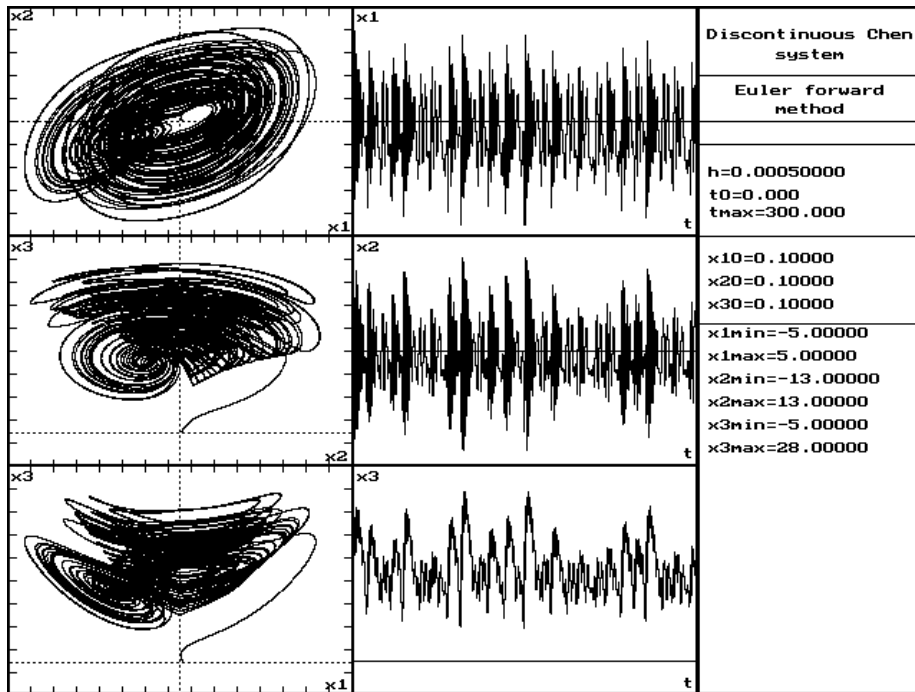 x2
x1
x1
t
Discontinuous Chen
system
Euler forward
method
h=0.00050000
t0=0.000
tmax=300.000
x3
x2
x2
t
x10=0.10000
x20=0.10000
x30=0.10000
x1min=-5.00000
x1max=5.00000
x2min=-13.00000
x2max=13.00000
x3min=-5.00000
x3max=28.00000
x3
x1
x3
t